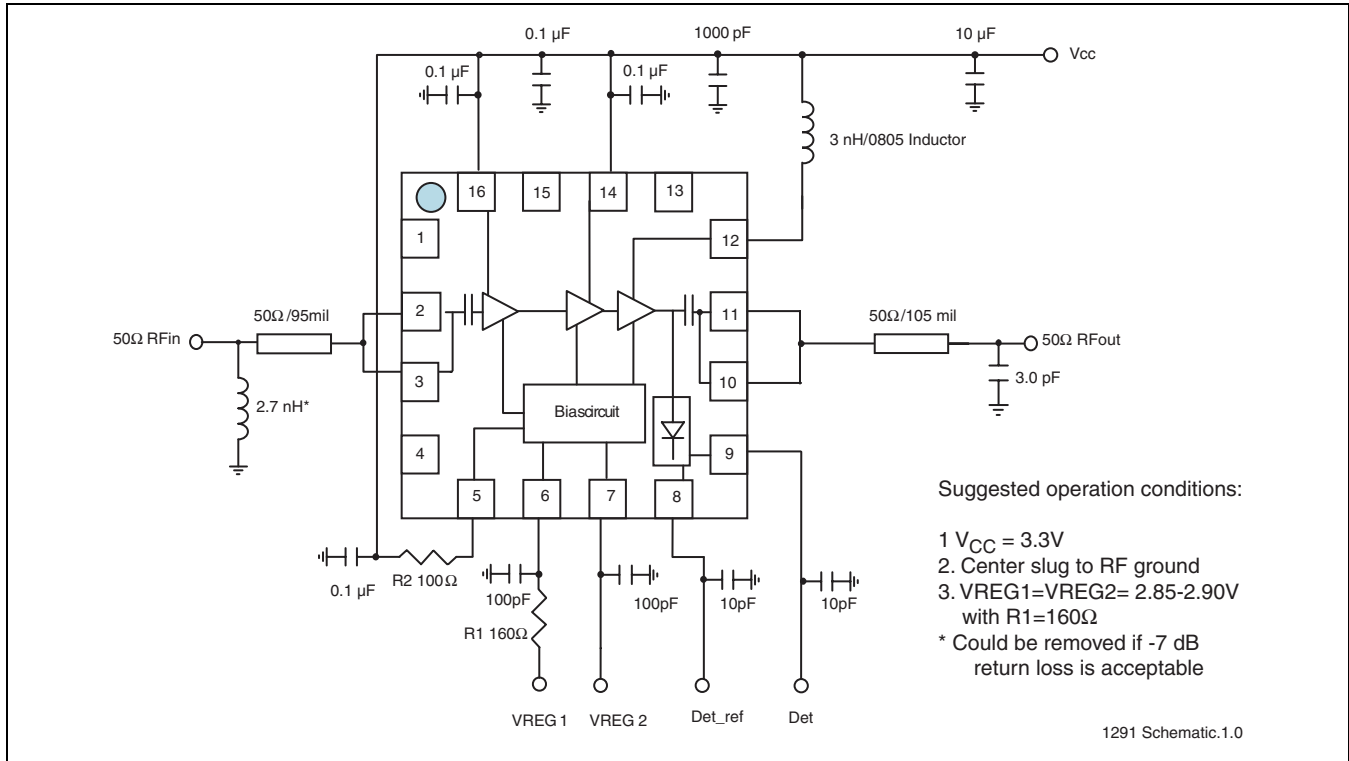 0.1 µF
1000 pF
10 µF
Vcc
0.1 µF
0.1 µF
3 nH/0805 Inductor
16
15
14
13
1
12
50Ω/95mil
2
11
50Ω/105 mil
50Ω RFin
50Ω RFout
3
10
3.0 pF
2.7 nH*
Biascircuit
4
9
5
6
7
8
R2 100Ω
0.1 µF
100pF
100pF
10pF
10pF
R1 160Ω
VREG 1
VREG 2
Det_ref
Det
Suggested operation conditions:
1 VCC = 3.3V
2. Center slug to RF ground
3. VREG1=VREG2= 2.85-2.90V
with R1=160Ω
* Could be removed if -7 dB
return loss is acceptable
1291 Schematic.1.0